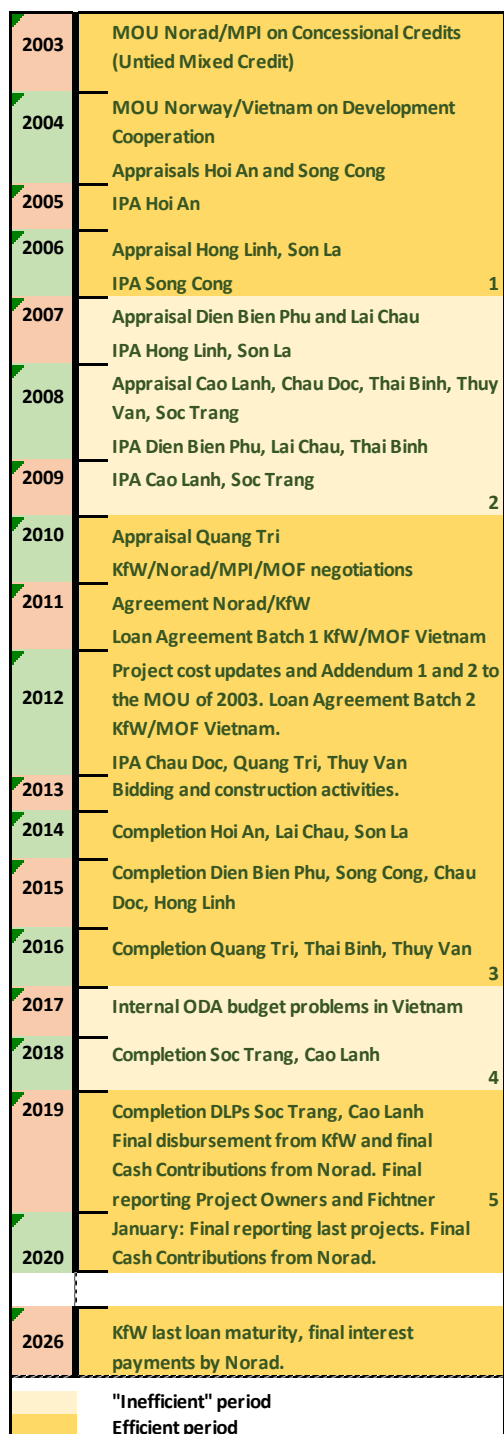 2003
MOU Norad/MPI on Concessional Credits
(Untied Mixed Credit)
2004
MOU Norway/Vietnam on Development
Cooperation
Appraisals Hoi An and Song Cong
2005
IPA Hoi An
2006
Appraisal Hong Linh, Son La
IPA Song Cong 1
2007
Appraisal Dien Bien Phu and Lai Chau
IPA Hong Linh, Son La
2008
Appraisal Cao Lanh, Chau Doc, Thai Binh, Thuy
Van, Soc Trang
IPA Dien Bien Phu, Lai Chau, Thai Binh
2009
IPA Cao Lanh, Soc Trang
2
2010
Appraisal Quang Tri
KfW/Norad/MPI/MOF negotiations
2011
Agreement Norad/KfW
Loan Agreement Batch 1 KfW/MOF Vietnam
2012
Project cost updates and Addendum 1 and 2 to
the MOU of 2003. Loan Agreement Batch 2
KfW/MOF Vietnam.
IPA Chau Doc, Quang Tri, Thuy Van
2013
Bidding and construction activities.
2014
Completion Hoi An, Lai Chau, Son La
2015
Completion Dien Bien Phu, Song Cong, Chau
Doc, Hong Linh
2016
Completion Quang Tri, Thai Binh, Thuy Van
3
2017
Internal ODA budget problems in Vietnam
2018
Completion Soc Trang, Cao Lanh
4
2019
Completion DLPs Soc Trang, Cao Lanh
Final disbursement from KfW and final
Cash Contributions from Norad. Final
reporting Project Owners and Fichtner 5
2020
January: Final reporting last projects. Final
Cash Contributions from Norad.
2026
KfW last loan maturity, final interest
payments by Norad.
"Inefficient" period
Efficient period